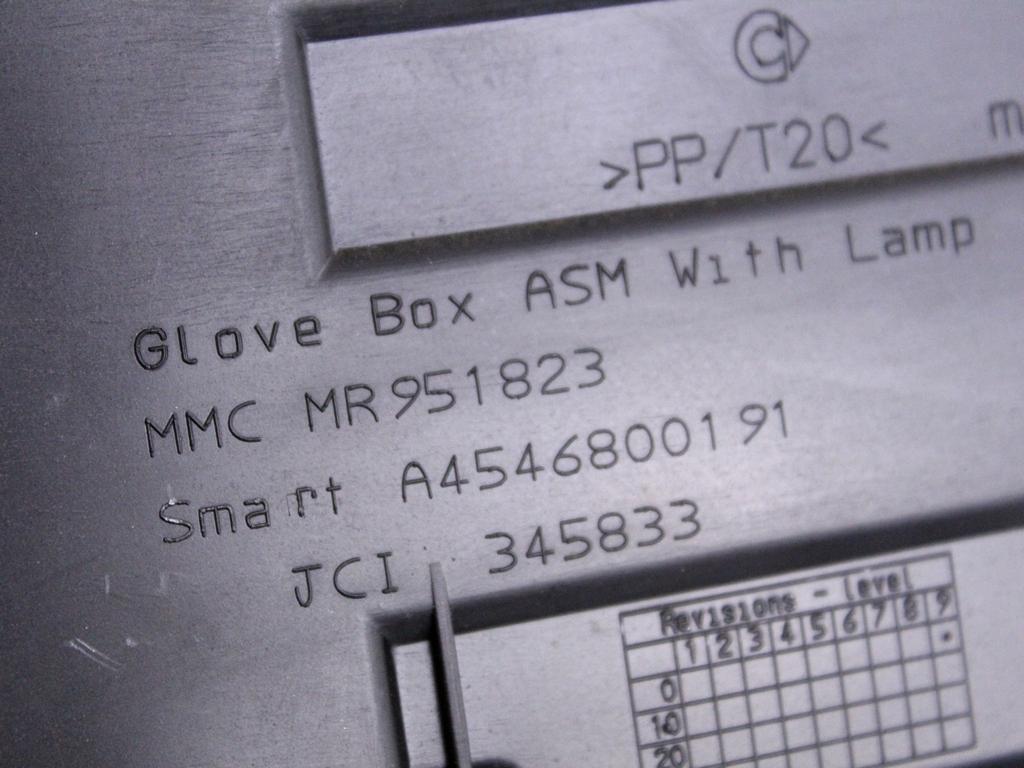 C
>PP/T20< m
Glove Box ASM With Lamp
MMC MR951823
Smart A4546800191
JCI 345833
Revisions - level
1 2 3 4 5 6 7 8 9
0
10
20